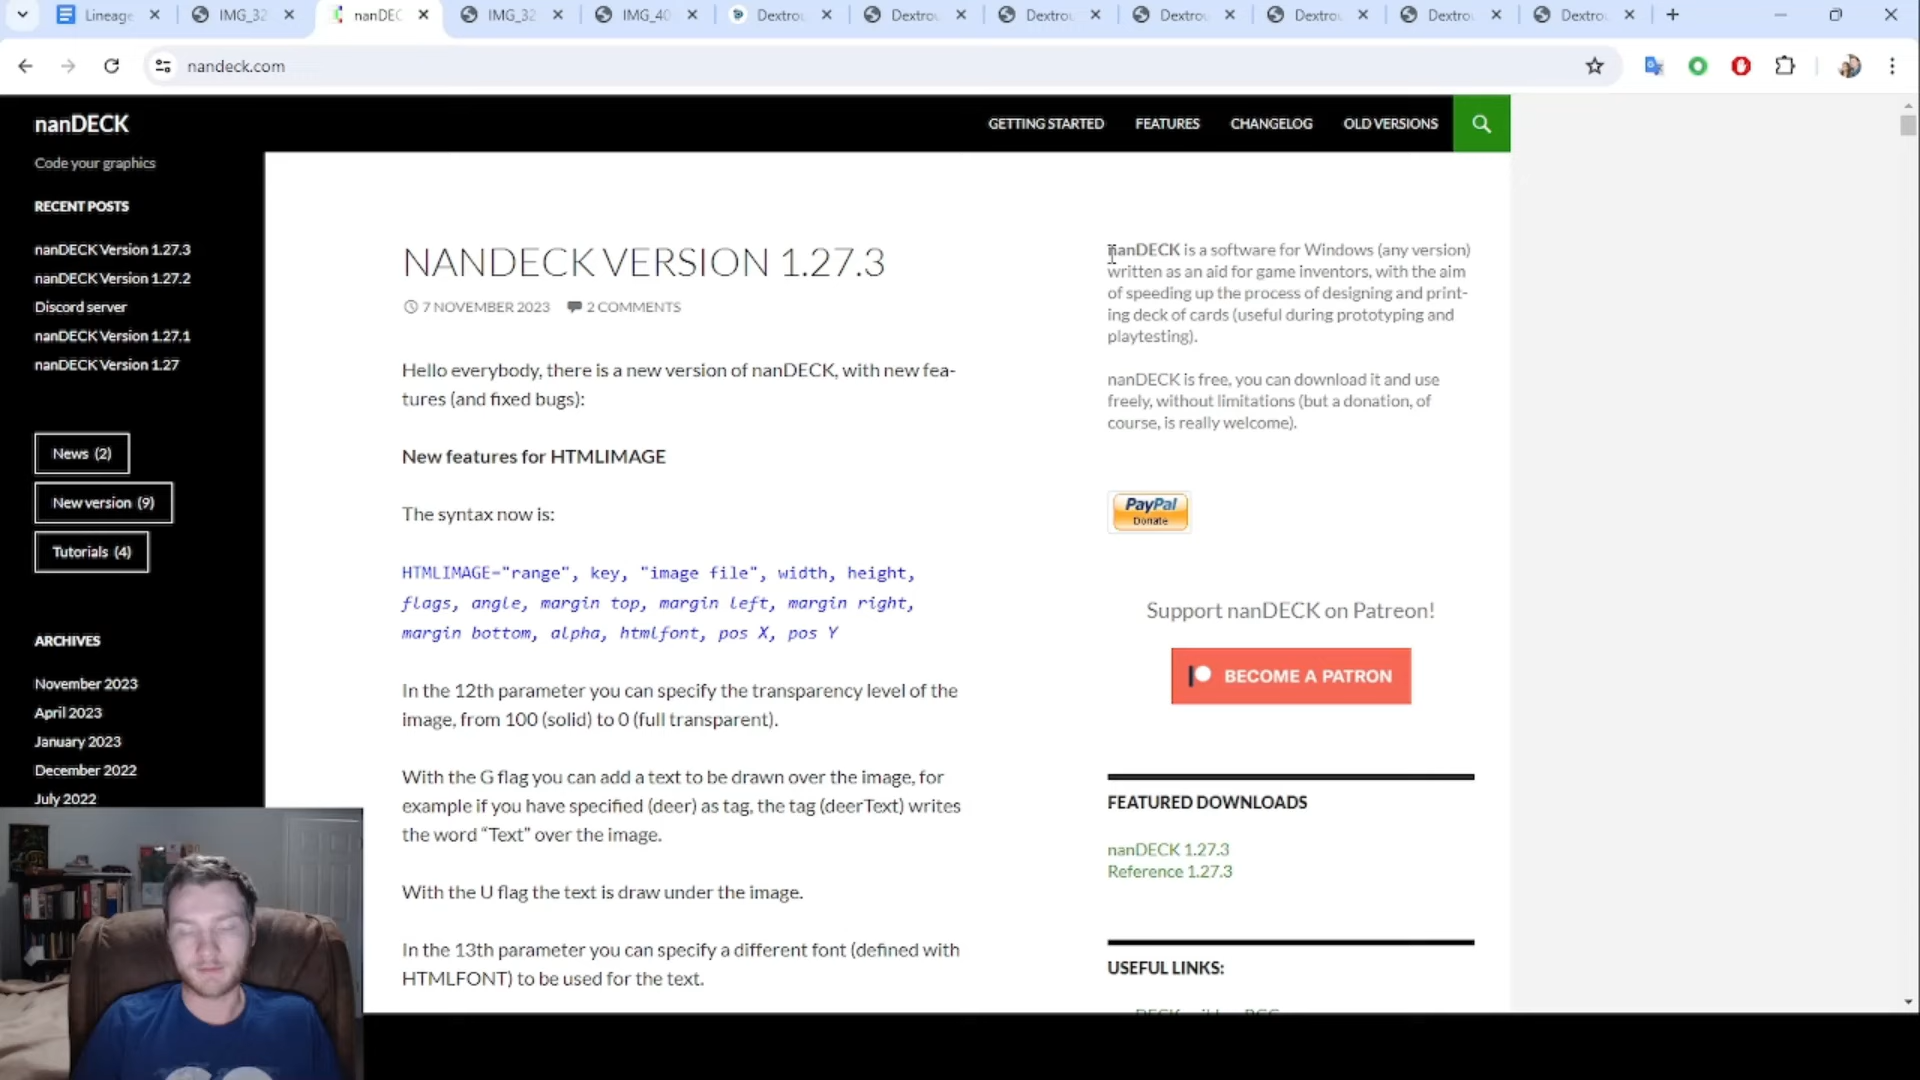 Lineage
IMG_32
nanDEC
IMG_32
IMG_40
Dextrou
Dextrou
Dextrou
Dextrou
Dextrou
Dextrou
Dextrou
nandeck.com
nanDECK
GETTING STARTED
FEATURES
CHANGELOG
OLD VERSIONS
Code your graphics
RECENT POSTS
nanDECK Version 1.27.3
nanDECK Version 1.27.2
Discord server
nanDECK Version 1.27.1
nanDECK Version 1.27
News (2)
New version (9)
Tutorials (4)
ARCHIVES
November 2023
April 2023
January 2023
December 2022
July 2022
NANDECK VERSION 1.27.3
7 NOVEMBER 2023
2 COMMENTS
Hello everybody, there is a new version of nanDECK, with new fea-
tures (and fixed bugs):
New features for HTMLIMAGE
The syntax now is:
HTMLIMAGE="range", key, "image file", width, height,
flags, angle, margin top, margin left, margin right,
margin bottom, alpha, htmlfont, pos X, pos Y
In the 12th parameter you can specify the transparency level of the
image, from 100 (solid) to 0 (full transparent).
With the G flag you can add a text to be drawn over the image, for
example if you have specified (deer) as tag, the tag (deerText) writes
the word “Text” over the image.
With the U flag the text is draw under the image.
In the 13th parameter you can specify a different font (defined with
HTMLFONT) to be used for the text.
nanDECK is a software for Windows (any version)
written as an aid for game inventors, with the aim
of speeding up the process of designing and print-
ing deck of cards (useful during prototyping and
playtesting).
nanDECK is free, you can download it and use
freely, without limitations (but a donation, of
course, is really welcome).
PayPal
Donate
Support nanDECK on Patreon!
BECOME A PATRON
FEATURED DOWNLOADS
nanDECK 1.27.3
Reference 1.27.3
USEFUL LINKS: